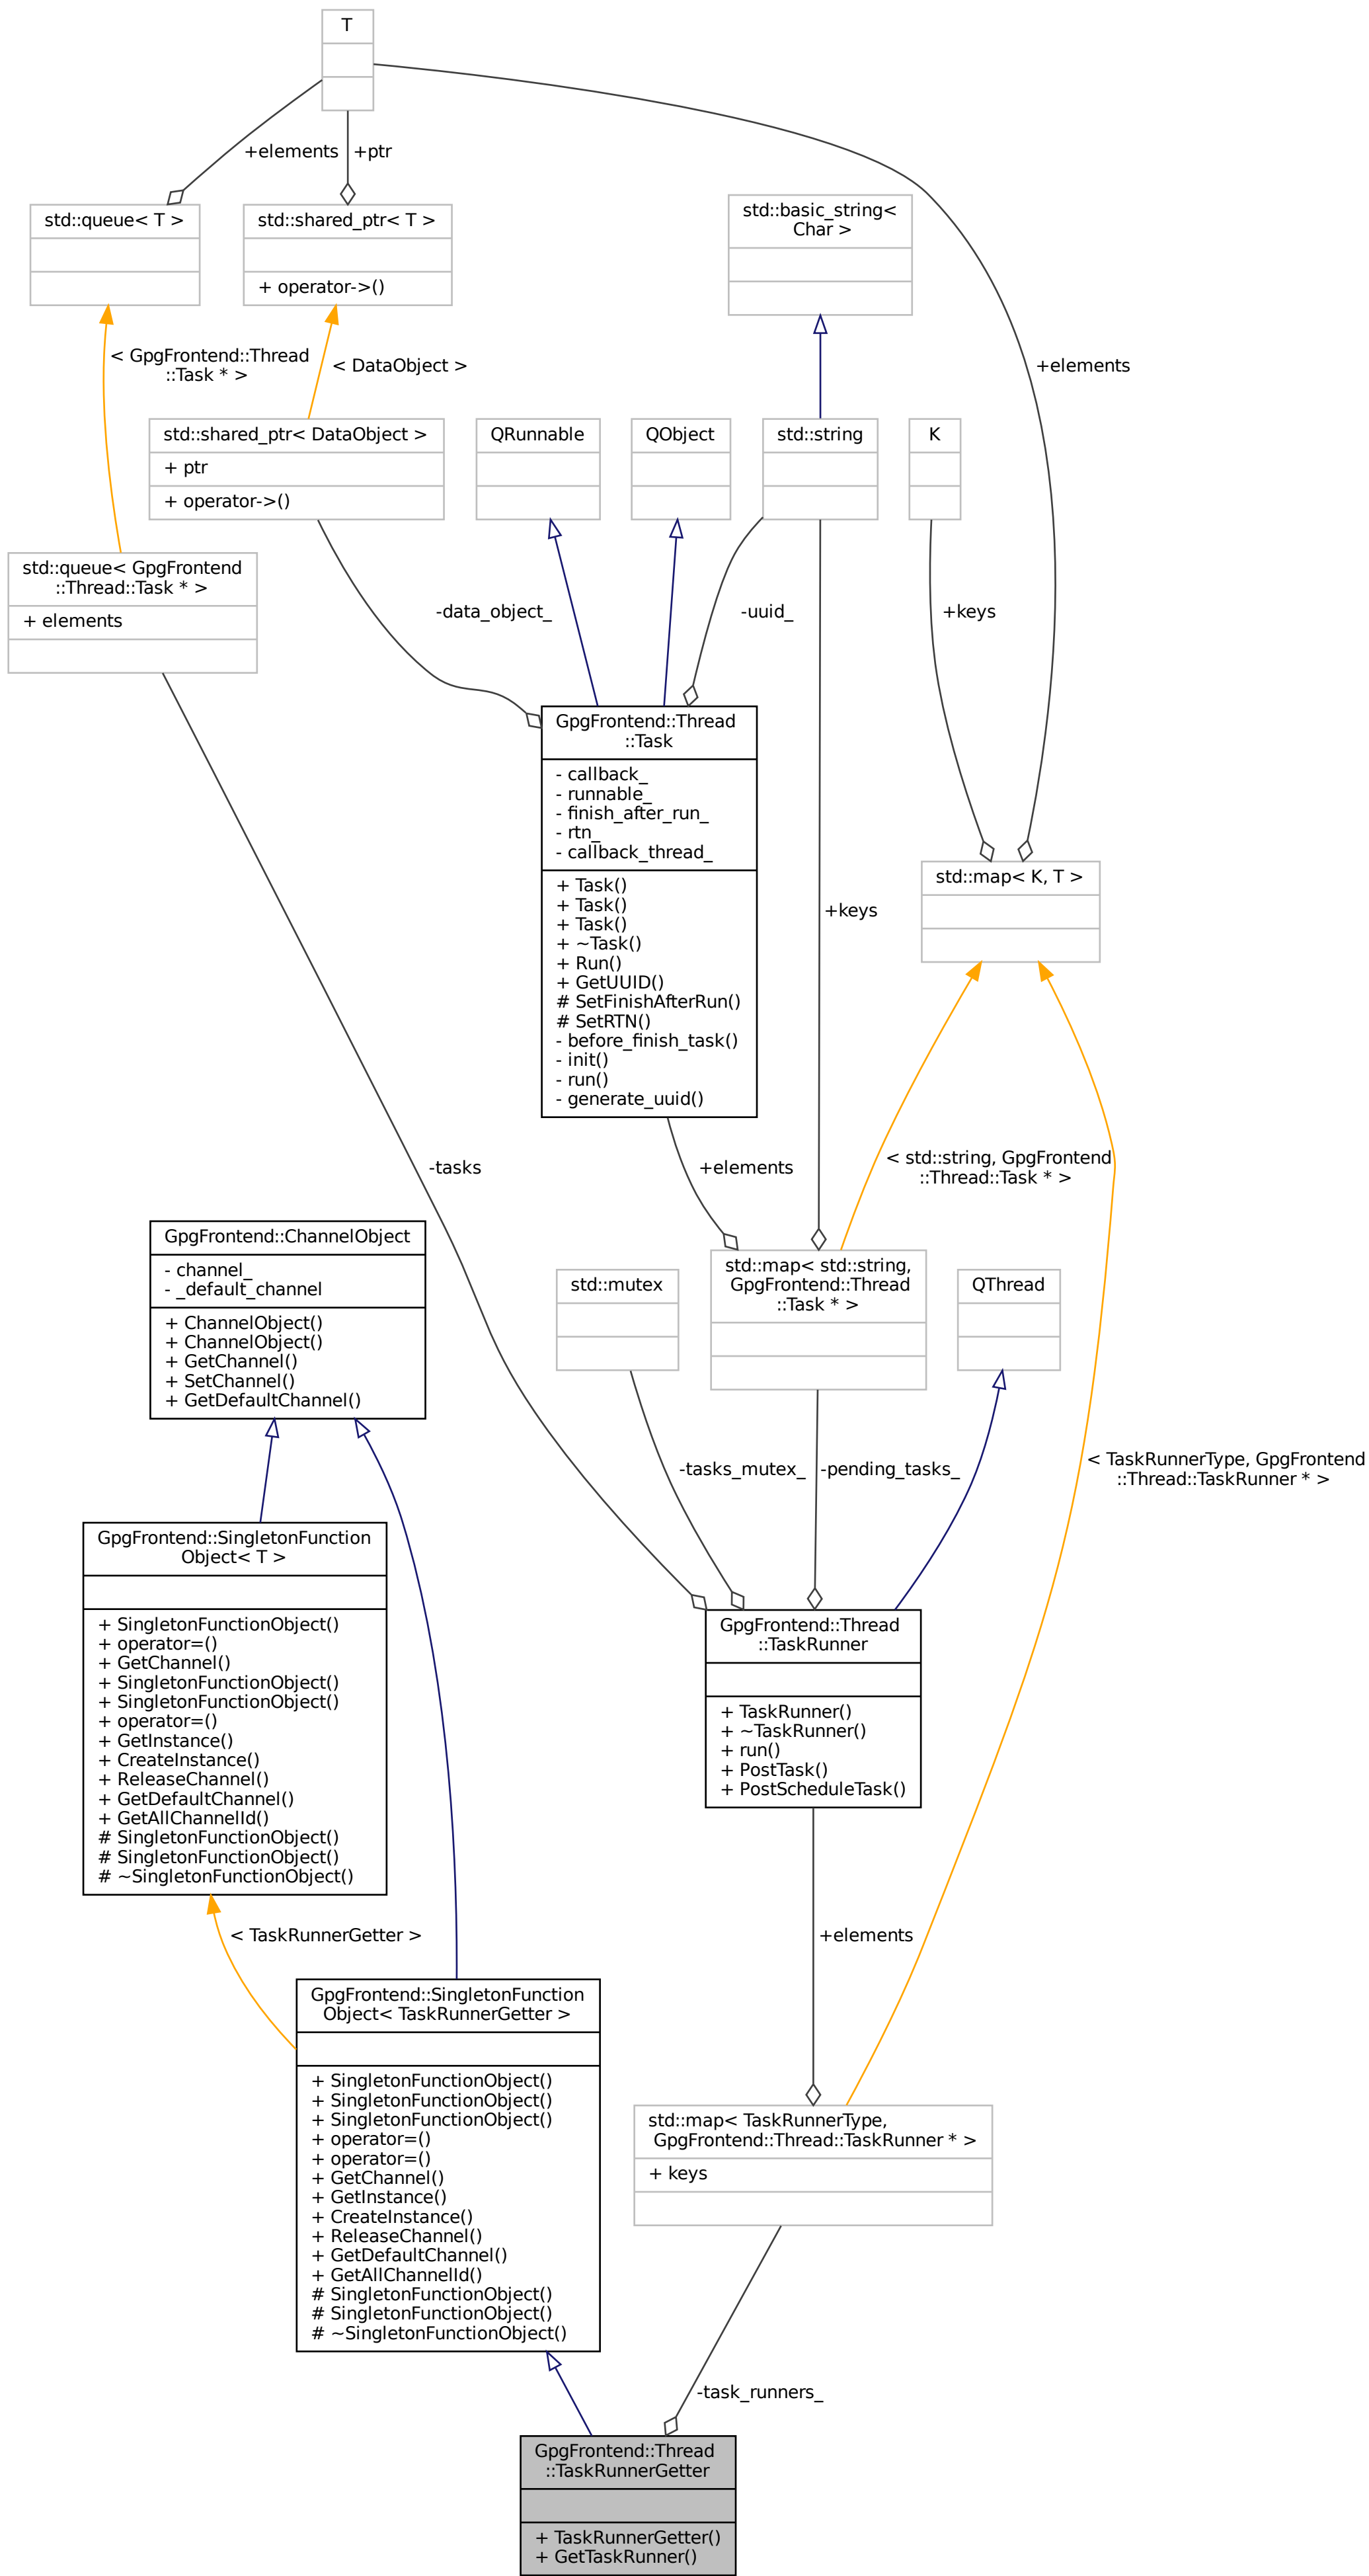 T
+elements
+ptr
std::queue< T >
std::shared_ptr< T >
+ operator->()
std::basic_string<
Char >
< GpgFrontend::Thread
::Task * >
< DataObject >
+elements
std::shared_ptr< DataObject >
+ ptr
+ operator->()
QRunnable
QObject
std::string
K
std::queue< GpgFrontend
::Thread::Task * >
+ elements
-data_object_
-uuid_
+keys
GpgFrontend::Thread
::Task
- callback_
- runnable_
- finish_after_run_
- rtn_
- callback_thread_
+ Task()
+ Task()
+ Task()
+ ~Task()
+ Run()
+ GetUUID()
# SetFinishAfterRun()
# SetRTN()
- before_finish_task()
- init()
- run()
- generate_uuid()
+keys
std::map< K, T >
-tasks
+elements
< std::string, GpgFrontend
::Thread::Task * >
GpgFrontend::ChannelObject
- channel_
- _default_channel
+ ChannelObject()
+ ChannelObject()
+ GetChannel()
+ SetChannel()
+ GetDefaultChannel()
std::mutex
std::map< std::string,
GpgFrontend::Thread
::Task * >
QThread
-tasks_mutex_
-pending_tasks_
< TaskRunnerType, GpgFrontend
::Thread::TaskRunner * >
GpgFrontend::SingletonFunction
Object< T >
+ SingletonFunctionObject()
+ operator=()
+ GetChannel()
+ SingletonFunctionObject()
+ SingletonFunctionObject()
+ operator=()
+ GetInstance()
+ CreateInstance()
+ ReleaseChannel()
+ GetDefaultChannel()
+ GetAllChannelId()
# SingletonFunctionObject()
# SingletonFunctionObject()
# ~SingletonFunctionObject()
GpgFrontend::Thread
::TaskRunner
+ TaskRunner()
+ ~TaskRunner()
+ run()
+ PostTask()
+ PostScheduleTask()
< TaskRunnerGetter >
+elements
GpgFrontend::SingletonFunction
Object< TaskRunnerGetter >
+ SingletonFunctionObject()
+ SingletonFunctionObject()
+ SingletonFunctionObject()
+ operator=()
+ operator=()
+ GetChannel()
+ GetInstance()
+ CreateInstance()
+ ReleaseChannel()
+ GetDefaultChannel()
+ GetAllChannelId()
# SingletonFunctionObject()
# SingletonFunctionObject()
# ~SingletonFunctionObject()
std::map< TaskRunnerType,
GpgFrontend::Thread::TaskRunner * >
+ keys
-task_runners_
GpgFrontend::Thread
::TaskRunnerGetter
+ TaskRunnerGetter()
+ GetTaskRunner()